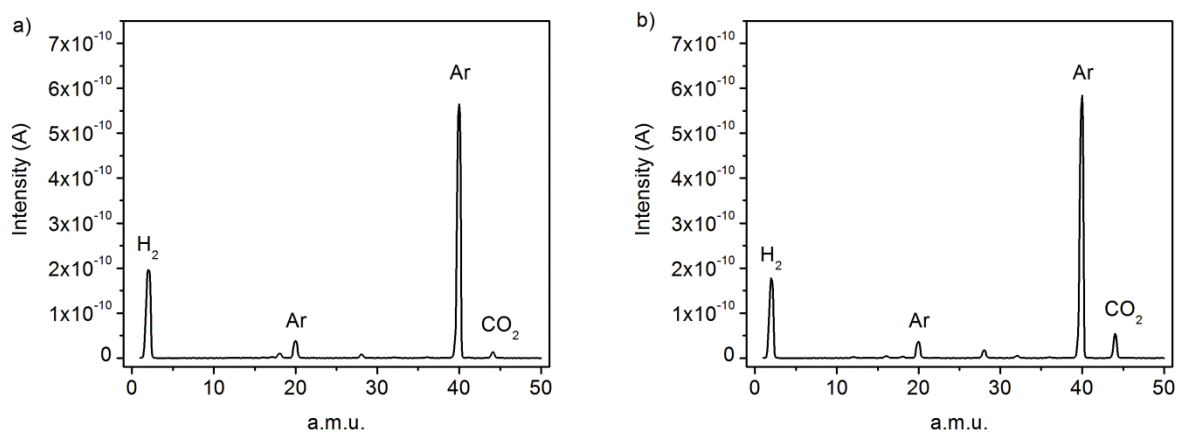 a)
Intensity (A)
7x10⁻¹⁰
6x10⁻¹⁰
5x10⁻¹⁰
4x10⁻¹⁰
3x10⁻¹⁰
2x10⁻¹⁰
1x10⁻¹⁰
0
H₂
Ar
Ar
CO₂
0 10 20 30 40 50
a.m.u.
b)
Intensity (A)
7x10⁻¹⁰
6x10⁻¹⁰
5x10⁻¹⁰
4x10⁻¹⁰
3x10⁻¹⁰
2x10⁻¹⁰
1x10⁻¹⁰
0
H₂
Ar
Ar
CO₂
0 10 20 30 40 50
a.m.u.